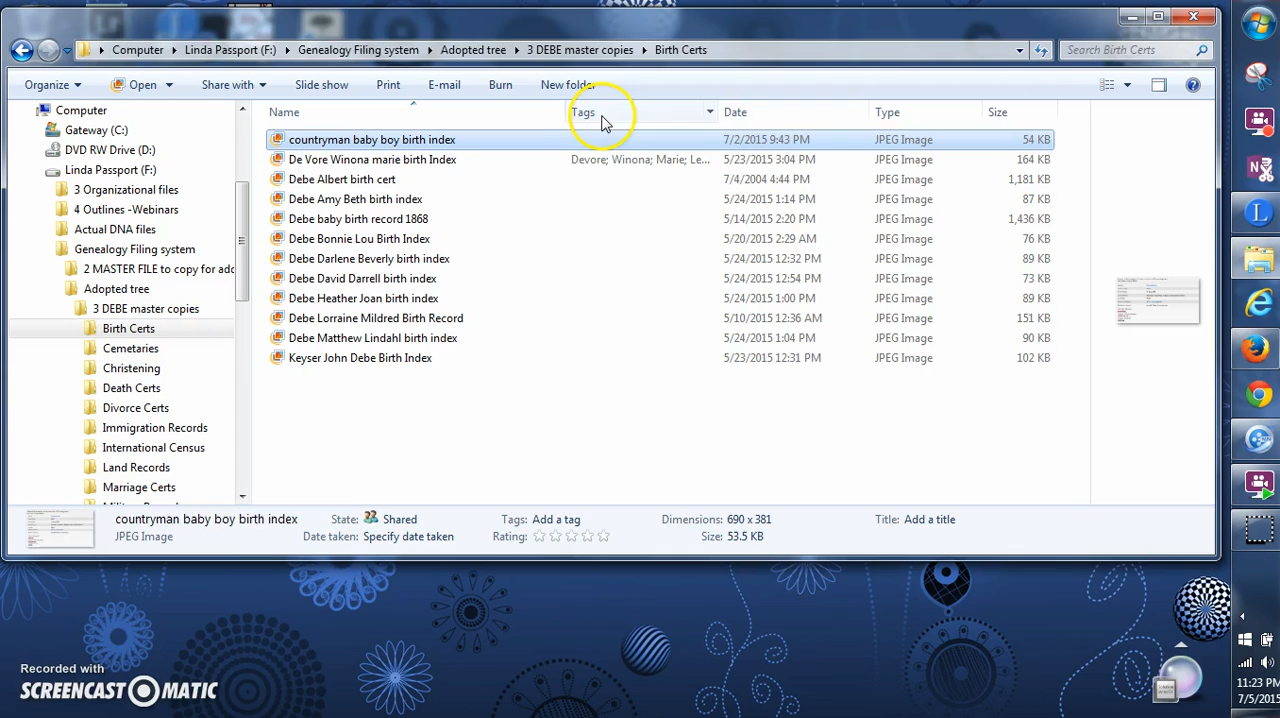 Computer Linda Passport (F:) Genealogy Filing system Adopted tree 3 DEBE master copies Birth Certs Search Birth Certs
Organize Open Share with Slide show Print E-mail Burn New folder
Computer
Gateway (C:)
DVD RW Drive (D:)
Linda Passport (F:)
3 Organizational files
4 Outlines -Webinars
Actual DNA files
Genealogy Filing system
2 MASTER FILE to copy for adc
Adopted tree
3 DEBE master copies
Birth Certs
Cemetaries
Christening
Death Certs
Divorce Certs
Immigration Records
International Census
Land Records
Marriage Certs
Name Tags Date Type Size
countryman baby boy birth index 7/2/2015 9:43 PM JPEG Image 54 KB
De Vore Winona marie birth Index Devore; Winona; Marie; Le... 5/23/2015 3:04 PM JPEG Image 164 KB
Debe Albert birth cert 7/4/2004 4:44 PM JPEG Image 1,181 KB
Debe Amy Beth birth index 5/24/2015 1:14 PM JPEG Image 87 KB
Debe baby birth record 1868 5/14/2015 2:20 PM JPEG Image 1,436 KB
Debe Bonnie Lou Birth Index 5/20/2015 2:29 AM JPEG Image 76 KB
Debe Darlene Beverly birth index 5/24/2015 12:32 PM JPEG Image 89 KB
Debe David Darrell birth index 5/24/2015 12:54 PM JPEG Image 73 KB
Debe Heather Joan birth index 5/24/2015 1:00 PM JPEG Image 89 KB
Debe Lorraine Mildred Birth R 5/10/2015 12:36 AM JPEG Image 151 KB
Debe Matthew Lindahl birth index 5/24/2015 1:04 PM JPEG Image 90 KB
Keyser John Debe Birth Index 5/23/2015 12:31 PM JPEG Image 102 KB
countryman baby boy birth index State: Shared Tags: Add a tag Dimensions: 690 x 381 Title: Add a title
JPEG Image Date taken: Specify date taken Rating: Size: 53.5 KB
Recorded with
SCREENCAST MATIC
11:23 PM
7/5/2015